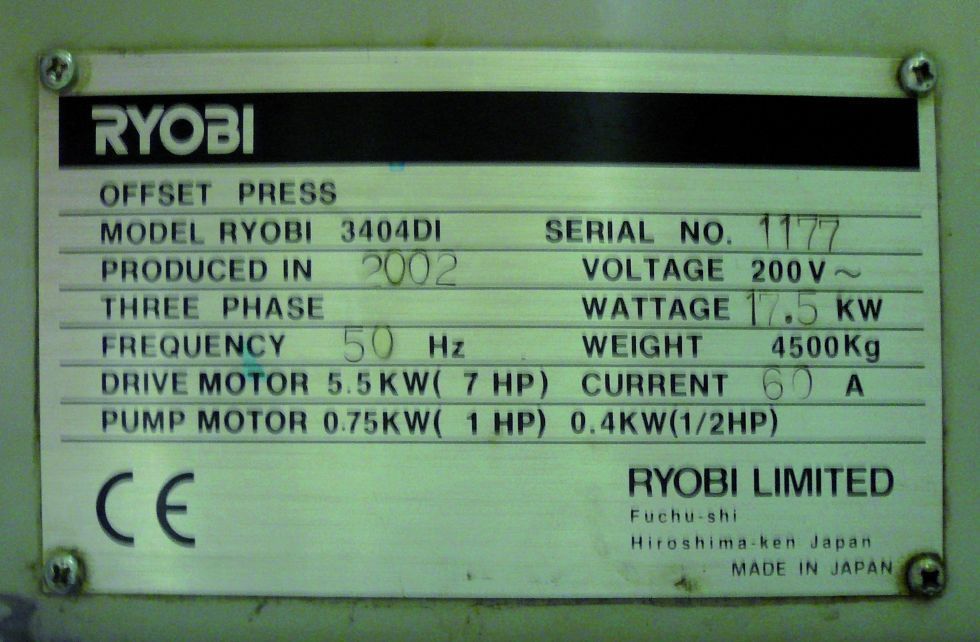 RYOBI
OFFSET PRESS
MODEL RYOBI 3404DI SERIAL NO. 1177
PRODUCED IN 2002 VOLTAGE 200V ~
THREE PHASE WATTAGE 17.5 KW
FREQUENCY 50 Hz WEIGHT 4500Kg
DRIVE MOTOR 5.5KW( 7 HP) CURRENT 60 A
PUMP MOTOR 0.75KW( 1 HP) 0.4KW(1/2HP)
CE RYOBI LIMITED
Fuchu-shi
Hiroshima-ken Japan
MADE IN JAPAN